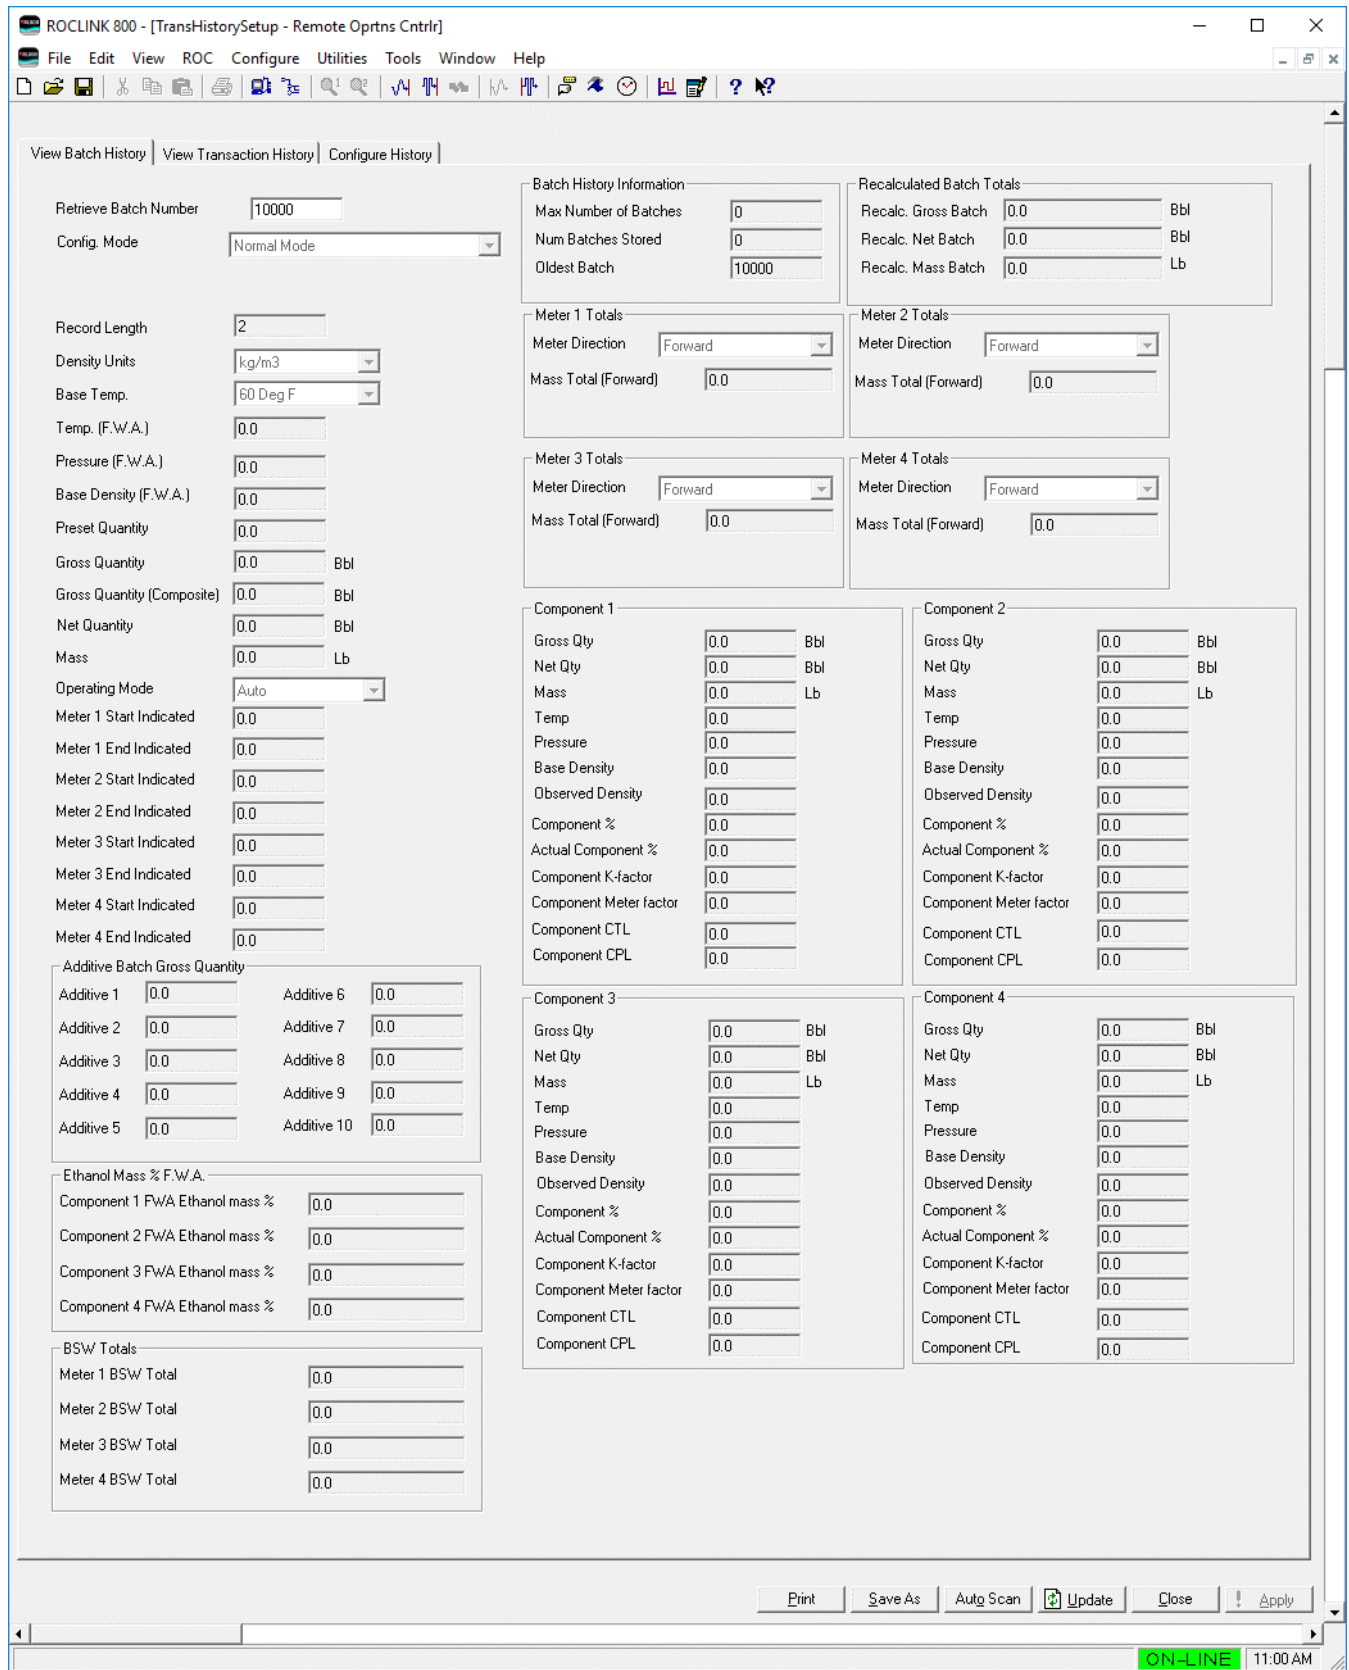 ROCLINK 800 - [TransHistorySetup - Remote Oprtns Cntrlr]
File Edit View ROC Configure Utilities Tools Window Help
View Batch History View Transaction History Configure History
Retrieve Batch Number 10000
Config. Mode Normal Mode
Record Length 2
Density Units kg/m3
Base Temp. 60 Deg F
Temp. (F.W.A.) 0.0
Pressure (F.W.A.) 0.0
Base Density (F.W.A.) 0.0
Preset Quantity 0.0
Gross Quantity 0.0 Bbl
Gross Quantity (Composite) 0.0 Bbl
Net Quantity 0.0 Bbl
Mass 0.0 Lb
Operating Mode Auto
Meter 1 Start Indicated 0.0
Meter 1 End Indicated 0.0
Meter 2 Start Indicated 0.0
Meter 2 End Indicated 0.0
Meter 3 Start Indicated 0.0
Meter 3 End Indicated 0.0
Meter 4 Start Indicated 0.0
Meter 4 End Indicated 0.0
Additive Batch Gross Quantity
Additive 1 0.0 Additive 6 0.0
Additive 2 0.0 Additive 7 0.0
Additive 3 0.0 Additive 8 0.0
Additive 4 0.0 Additive 9 0.0
Additive 5 0.0 Additive 10 0.0
Ethanol Mass % F.W.A.
Component 1 FWA Ethanol mass % 0.0
Component 2 FWA Ethanol mass % 0.0
Component 3 FWA Ethanol mass % 0.0
Component 4 FWA Ethanol mass % 0.0
BSW Totals
Meter 1 BSW Total 0.0
Meter 2 BSW Total 0.0
Meter 3 BSW Total 0.0
Meter 4 BSW Total 0.0
Batch History Information
Max Number of Batches 0
Num Batches Stored 0
Oldest Batch 10000
Recalculated Batch Totals
Recalc. Gross Batch 0.0 Bbl
Recalc. Net Batch 0.0 Bbl
Recalc. Mass Batch 0.0 Lb
Meter 1 Totals
Meter Direction Forward
Mass Total (Forward) 0.0
Meter 2 Totals
Meter Direction Forward
Mass Total (Forward) 0.0
Meter 3 Totals
Meter Direction Forward
Mass Total (Forward) 0.0
Meter 4 Totals
Meter Direction Forward
Mass Total (Forward) 0.0
Component 1
Gross Qty 0.0 Bbl
Net Qty 0.0 Bbl
Mass 0.0 Lb
Temp 0.0
Pressure 0.0
Base Density 0.0
Observed Density 0.0
Component % 0.0
Actual Component % 0.0
Component K-factor 0.0
Component Meter factor 0.0
Component CTL 0.0
Component CPL 0.0
Component 2
Gross Qty 0.0 Bbl
Net Qty 0.0 Bbl
Mass 0.0 Lb
Temp 0.0
Pressure 0.0
Base Density 0.0
Observed Density 0.0
Component % 0.0
Actual Component % 0.0
Component K-factor 0.0
Component Meter factor 0.0
Component CTL 0.0
Component CPL 0.0
Component 3
Gross Qty 0.0 Bbl
Net Qty 0.0 Bbl
Mass 0.0 Lb
Temp 0.0
Pressure 0.0
Base Density 0.0
Observed Density 0.0
Component % 0.0
Actual Component % 0.0
Component K-factor 0.0
Component Meter factor 0.0
Component CTL 0.0
Component CPL 0.0
Component 4
Gross Qty 0.0 Bbl
Net Qty 0.0 Bbl
Mass 0.0 Lb
Temp 0.0
Pressure 0.0
Base Density 0.0
Observed Density 0.0
Component % 0.0
Actual Component % 0.0
Component K-factor 0.0
Component Meter factor 0.0
Component CTL 0.0
Component CPL 0.0
Print Save As Auto Scan Update Close ! Apply
ON-LINE 11:00 AM